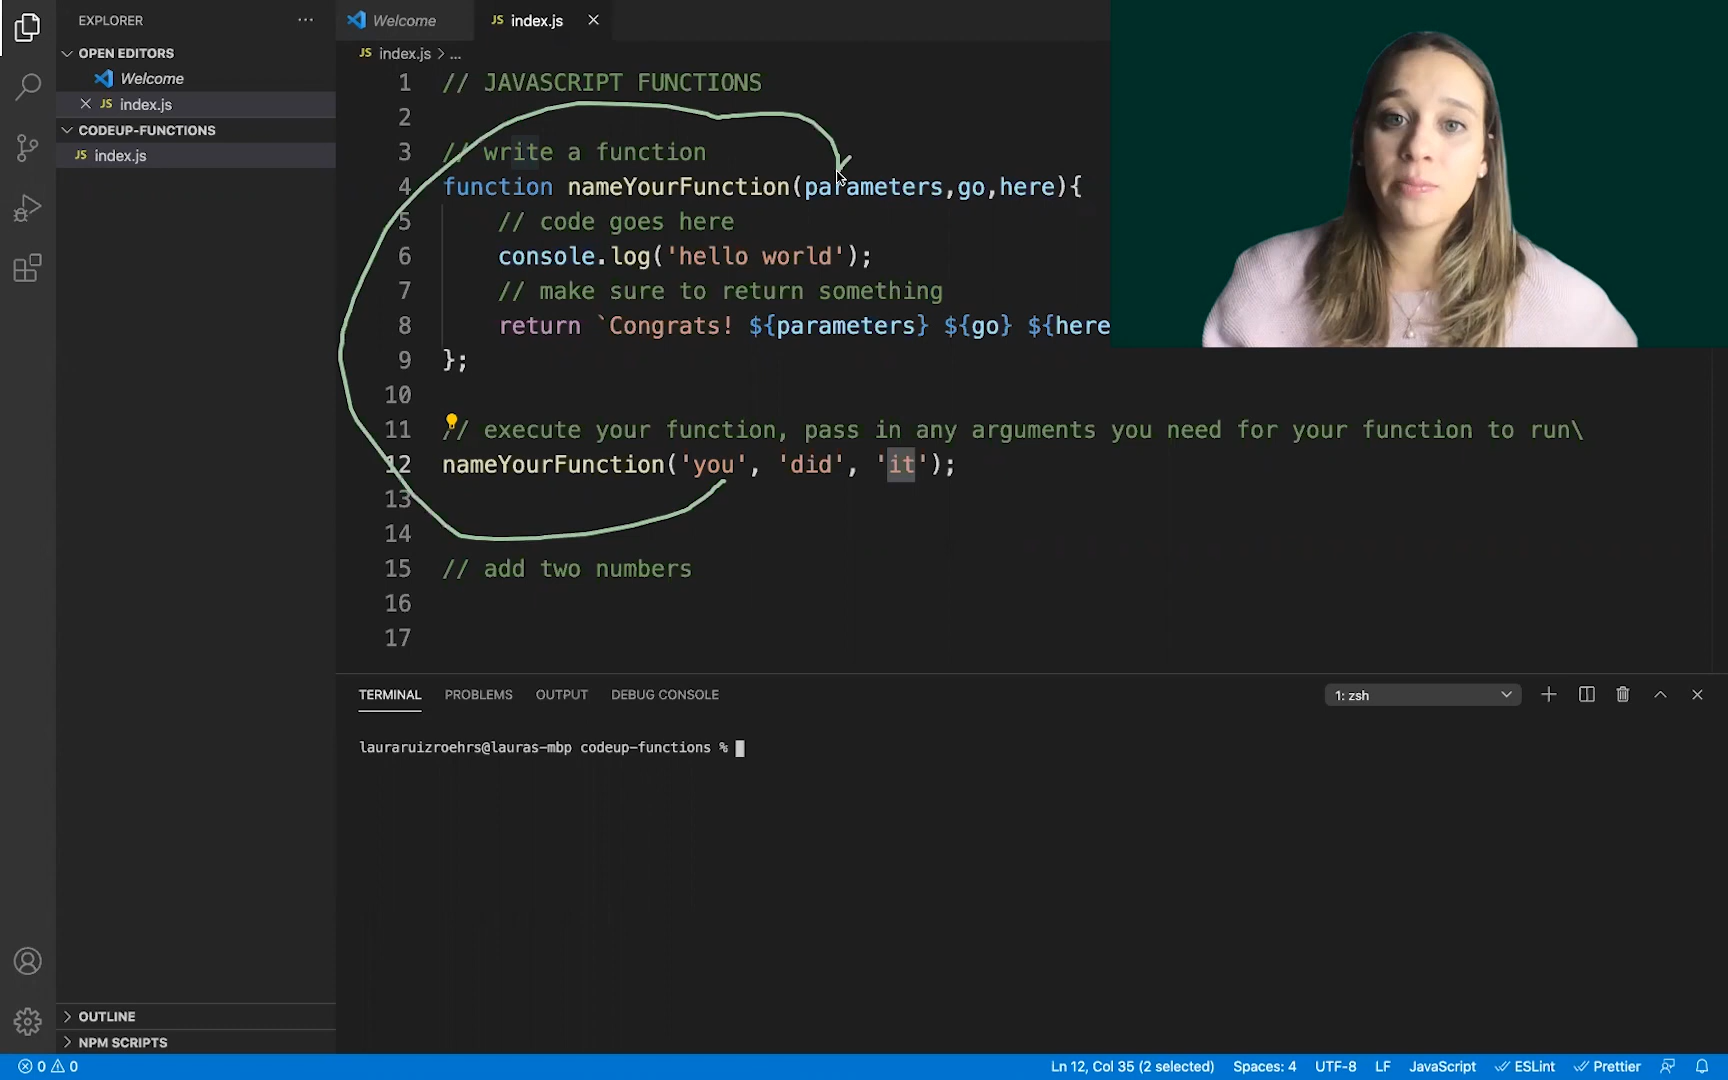 EXPLORER
OPEN EDITORS
Welcome
JS index.js
CODEUP-FUNCTIONS
JS index.js
Welcome
JS index.js
JS index.js > ...
1 // JAVASCRIPT FUNCTIONS
2
3 // write a function
4 function nameYourFunction(parameters,go,here){
5 // code goes here
6 console.log('hello world');
7 // make sure to return something
8 return `Congrats! ${parameters} ${go} ${here
9 };
10
11 // execute your function, pass in any arguments you need for your function to run\
12 nameYourFunction('you', 'did', 'it');
13
14
15 // add two numbers
16
17
TERMINAL PROBLEMS OUTPUT DEBUG CONSOLE 1: zsh
lauraruizroehrs@lauras-mbp codeup-functions %
OUTLINE
NPM SCRIPTS
0 0 Ln 12, Col 35 (2 selected) Spaces: 4 UTF-8 LF JavaScript ESLint Prettier